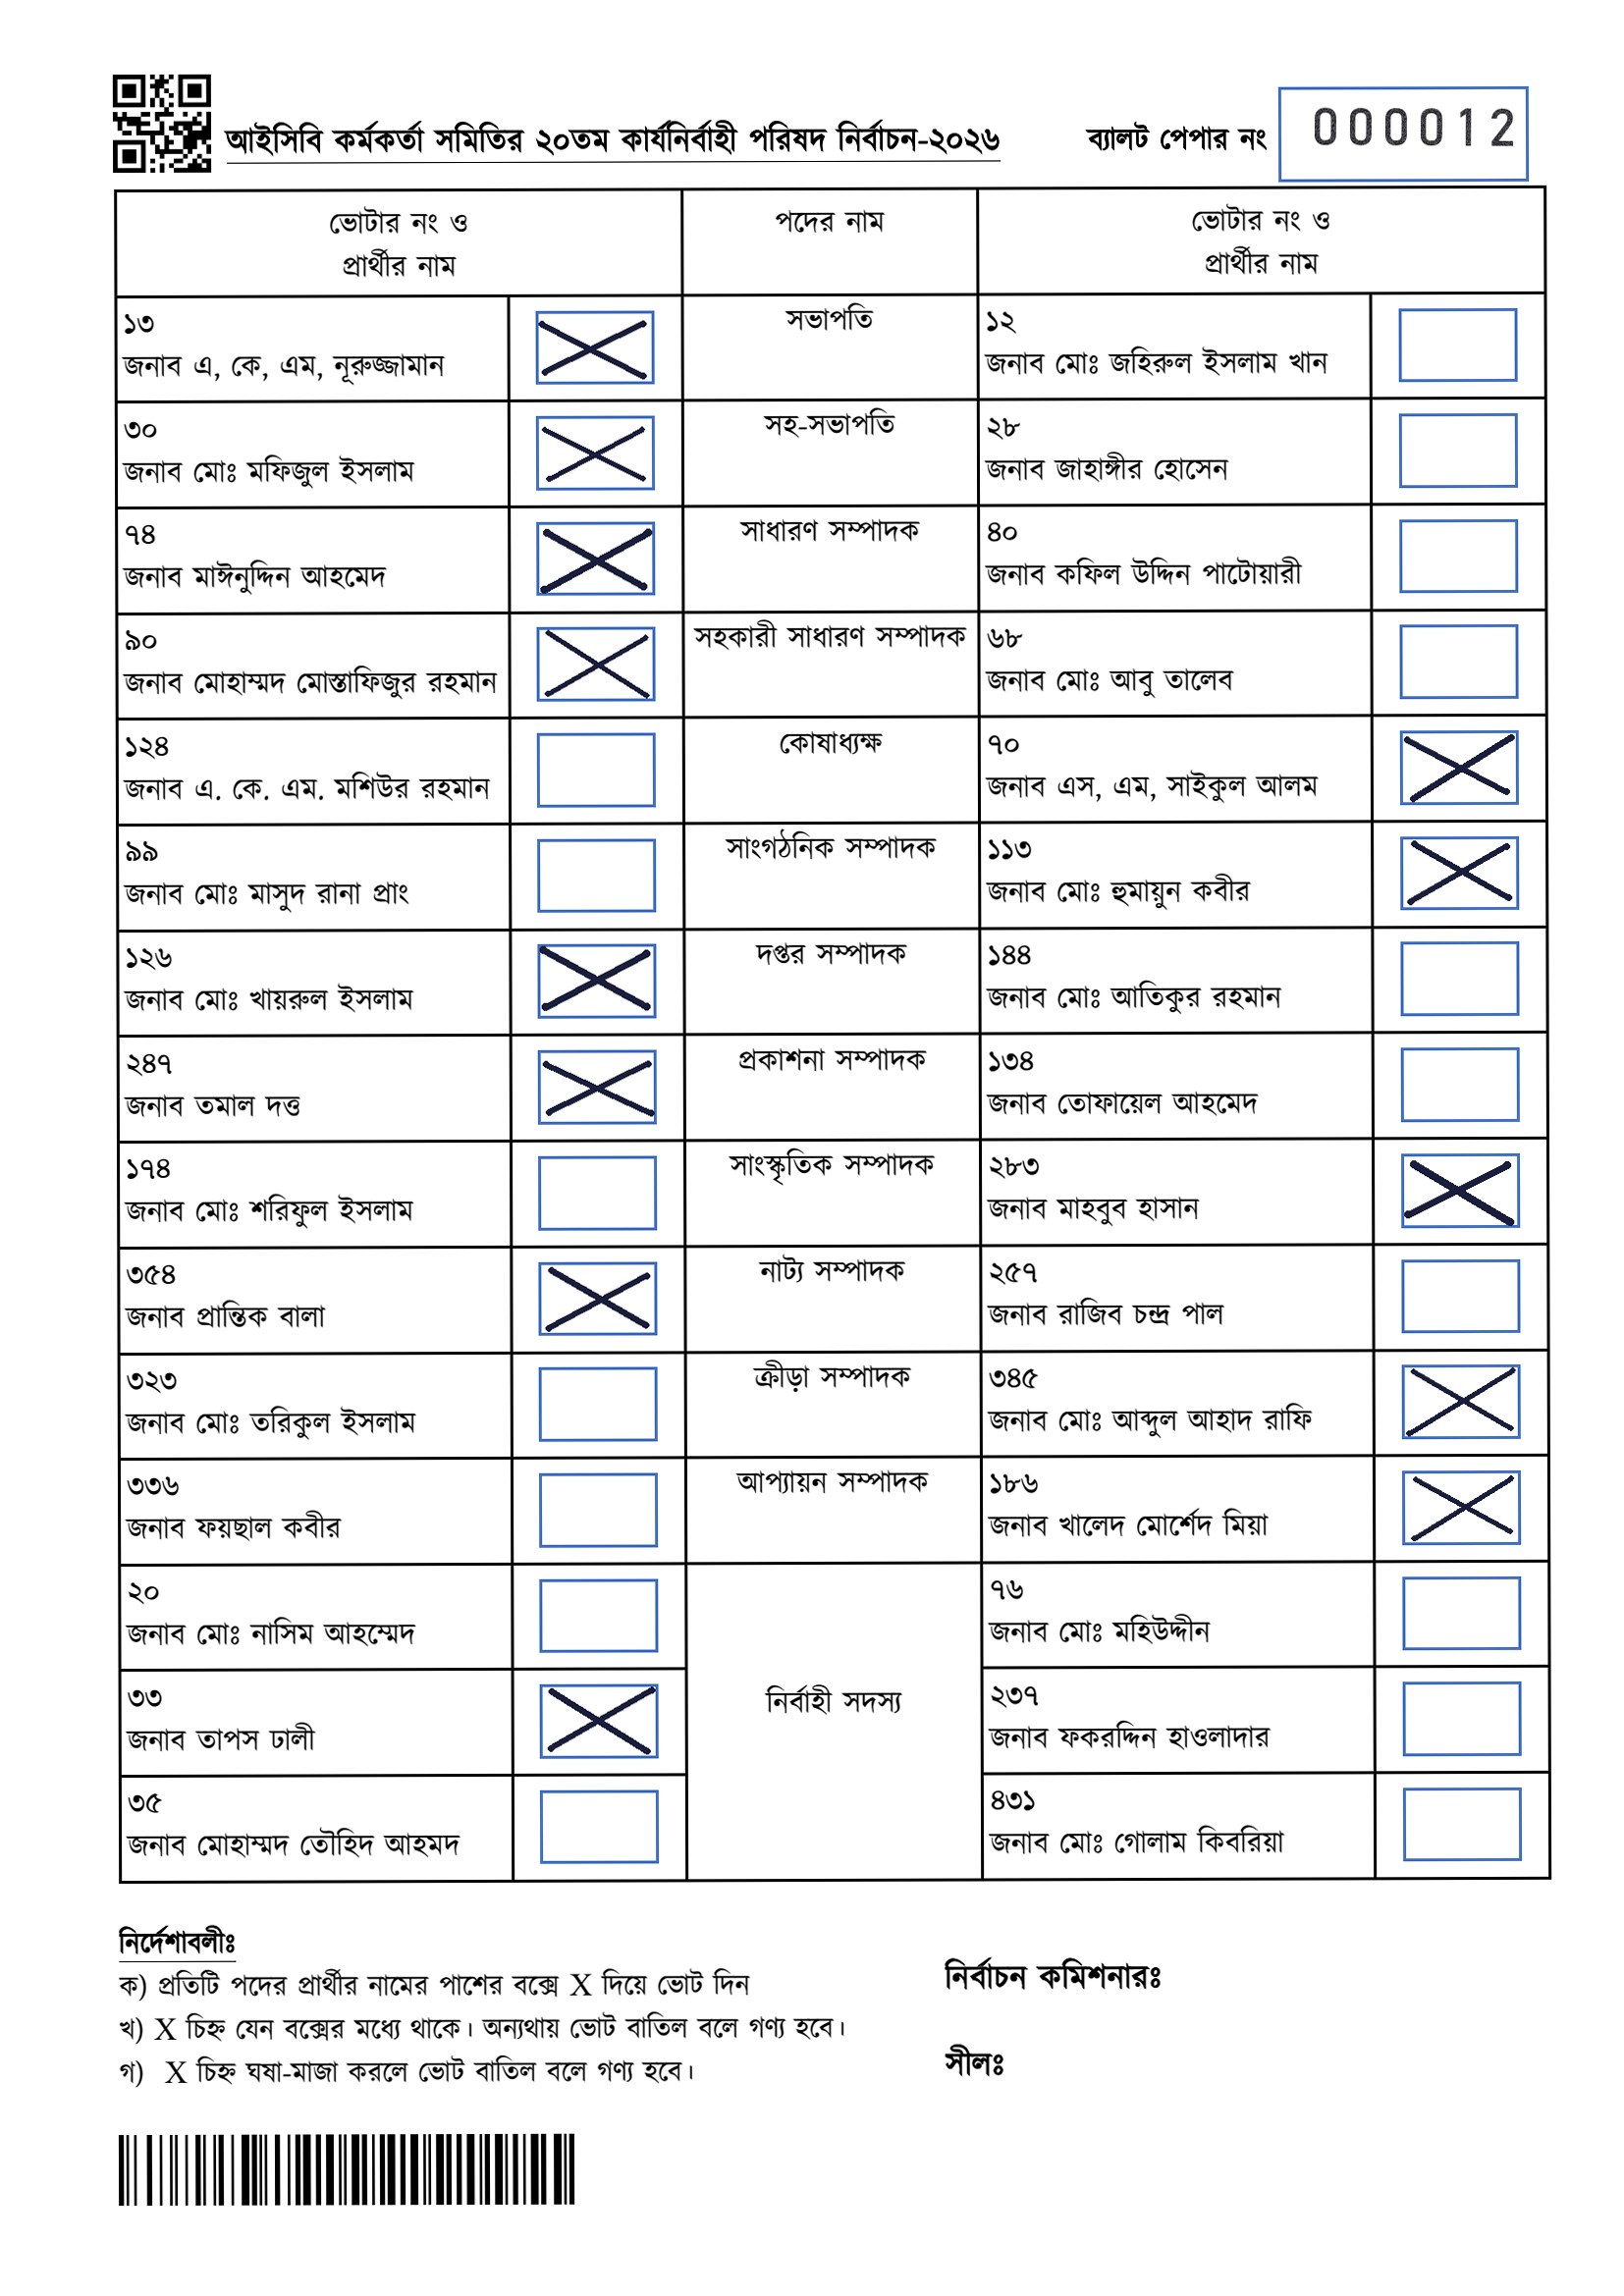 আইসিবি কর্মকর্তা সমিতির ২০তম কার্যনির্বাহী পরিষদ নির্বাচন-২০২৬ ব্যালট পেপার নং 000012
ভোটার নং ও
প্রার্থীর নাম
পদের নাম
ভোটার নং ও
প্রার্থীর নাম
১৩
জনাব এ, কে, এম, নূরুজ্জামান
সভাপতি
১২
জনাব মোঃ জহিরুল ইসলাম খান
৩০
জনাব মোঃ মফিজুল ইসলাম
সহ-সভাপতি
২৮
জনাব জাহাঙ্গীর হোসেন
৭৪
জনাব মাঈনুদ্দিন আহমেদ
সাধারণ সম্পাদক
৪০
জনাব কফিল উদ্দিন পাটোয়ারী
৯০
জনাব মোহাম্মদ মোস্তাফিজুর রহমান
সহকারী সাধারণ সম্পাদক
৬৮
জনাব মোঃ আবু তালেব
১২৪
জনাব এ. কে. এম. মশিউর রহমান
কোষাধ্যক্ষ
৭০
জনাব এস, এম, সাইকুল আলম
৯৯
জনাব মোঃ মাসুদ রানা প্রাং
সাংগঠনিক সম্পাদক
১১৩
জনাব মোঃ হুমায়ুন কবীর
১২৬
জনাব মোঃ খায়রুল ইসলাম
দপ্তর সম্পাদক
১৪৪
জনাব মোঃ আতিকুর রহমান
২৪৭
জনাব তমাল দত্ত
প্রকাশনা সম্পাদক
১৩৪
জনাব তোফায়েল আহমেদ
১৭৪
জনাব মোঃ শরিফুল ইসলাম
সাংস্কৃতিক সম্পাদক
২৮৩
জনাব মাহবুব হাসান
৩৫৪
জনাব প্রান্তিক বালা
নাট্য সম্পাদক
২৫৭
জনাব রাজিব চন্দ্র পাল
৩২৩
জনাব মোঃ তরিকুল ইসলাম
ক্রীড়া সম্পাদক
৩৪৫
জনাব মোঃ আব্দুল আহাদ রাফি
৩৩৬
জনাব ফয়ছাল কবীর
আপ্যায়ন সম্পাদক
১৮৬
জনাব খালেদ মোর্শেদ মিয়া
২০
জনাব মোঃ নাসিম আহম্মেদ
৭৬
জনাব মোঃ মহিউদ্দীন
৩৩
জনাব তাপস ঢালী
নির্বাহী সদস্য
২৩৭
জনাব ফকরদ্দিন হাওলাদার
৩৫
জনাব মোহাম্মদ তৌহিদ আহমদ
৪৩১
জনাব মোঃ গোলাম কিবরিয়া
নির্দেশাবলীঃ
ক) প্রতিটি পদের প্রার্থীর নামের পাশের বক্সে X দিয়ে ভোট দিন
খ) X চিহ্ন যেন বক্সের মধ্যে থাকে। অন্যথায় ভোট বাতিল বলে গণ্য হবে।
গ) X চিহ্ন ঘষা-মাজা করলে ভোট বাতিল বলে গণ্য হবে।
নির্বাচন কমিশনারঃ
সীলঃ